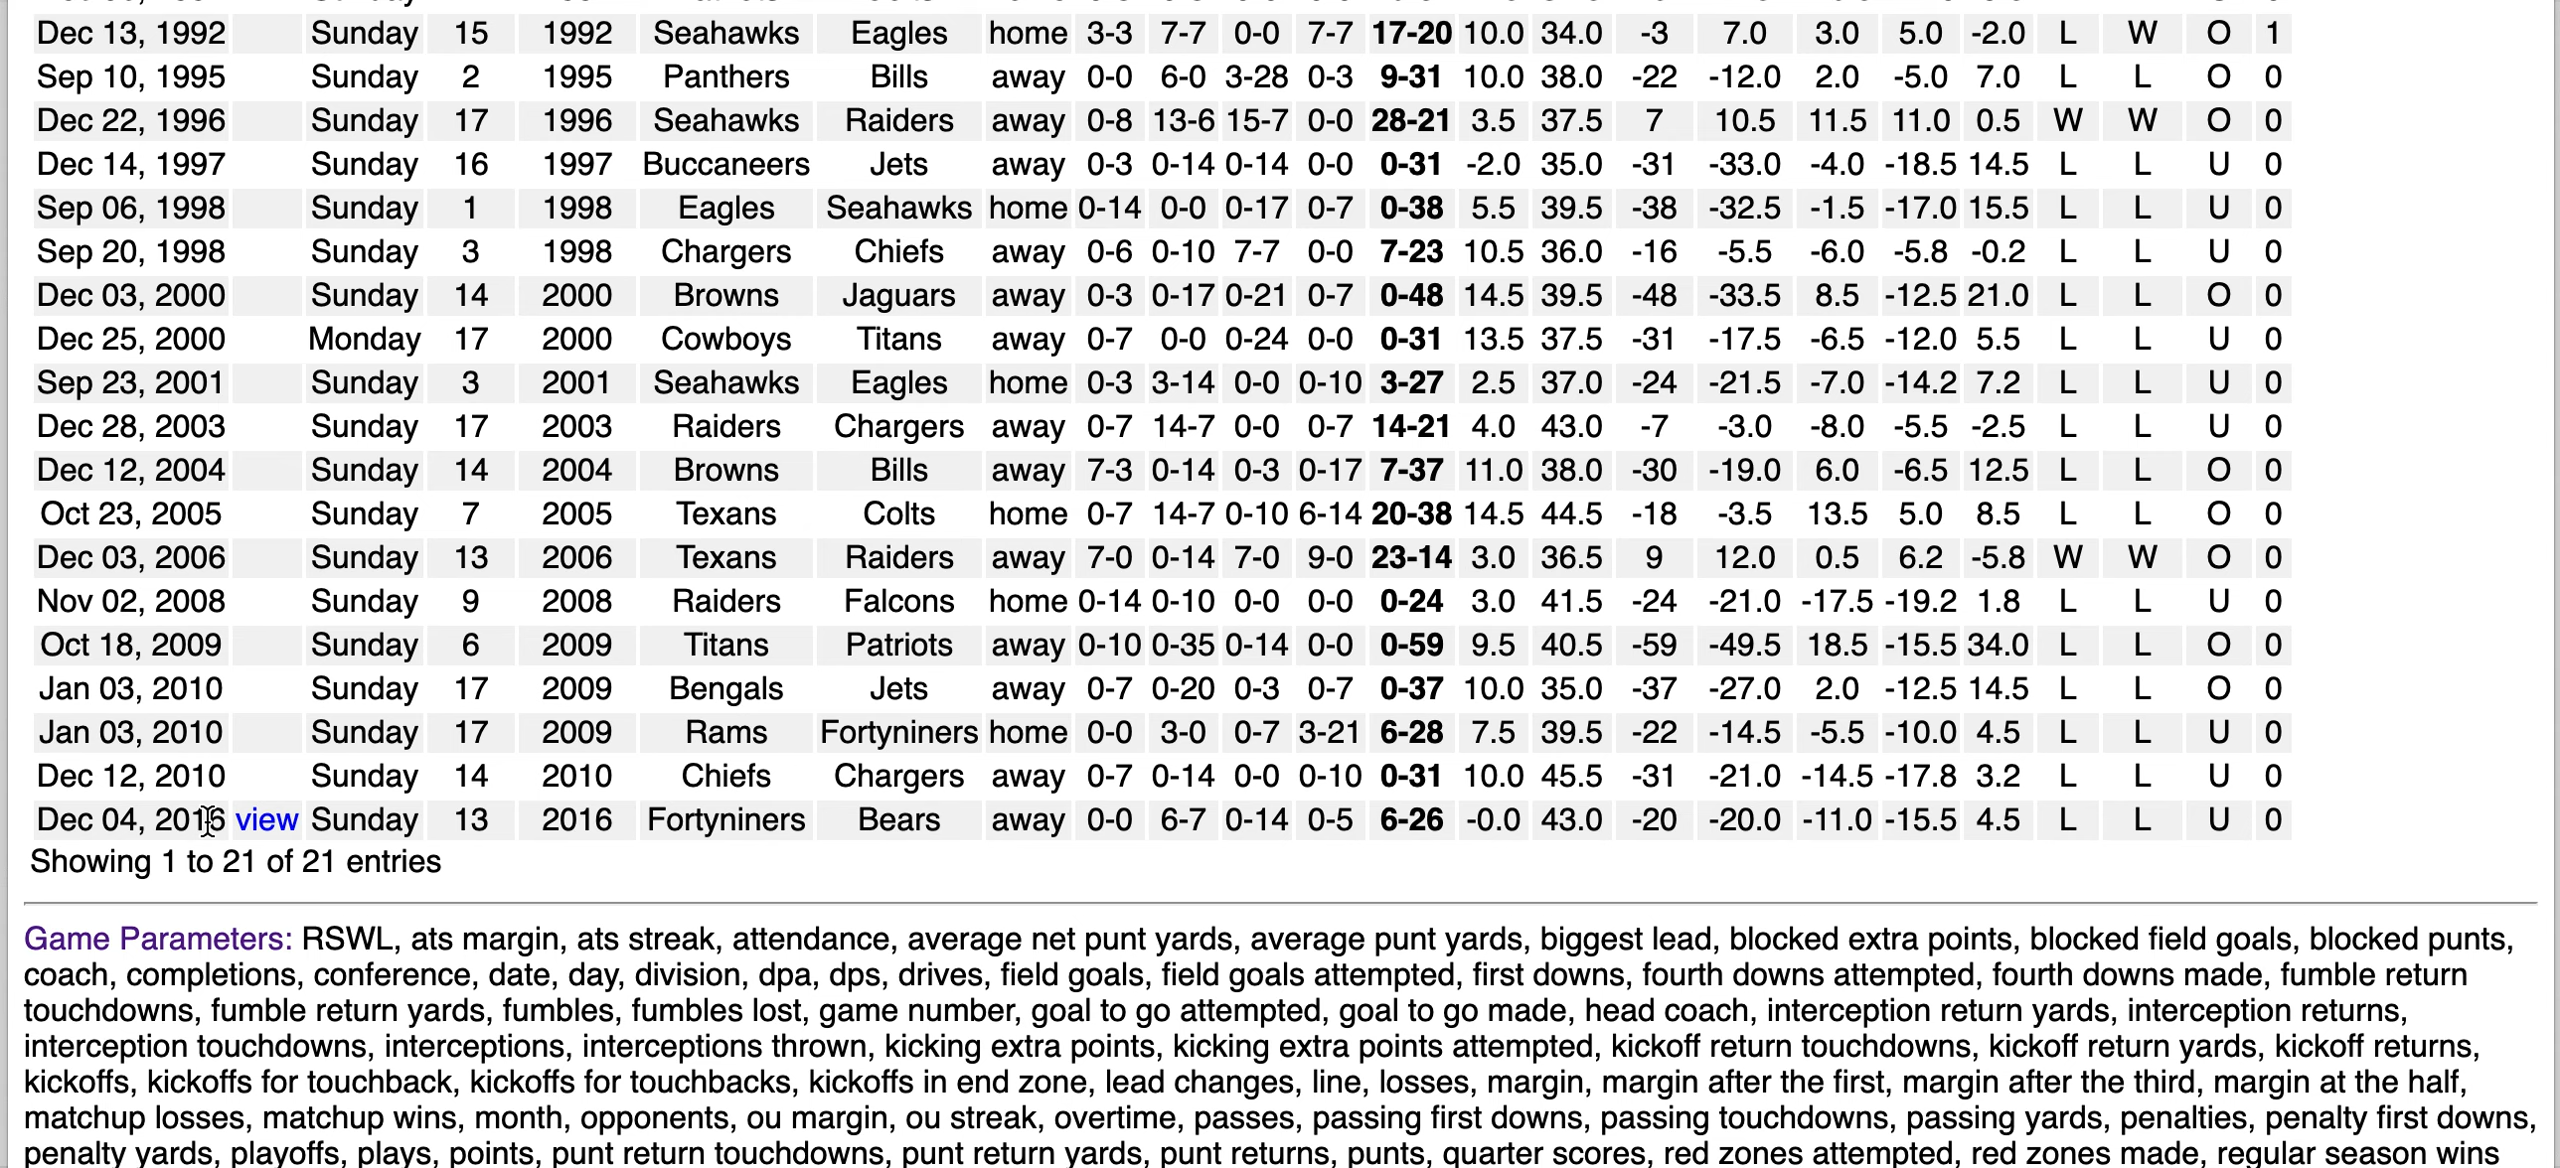 Dec 13, 1992 Sunday 15 1992 Seahawks Eagles home 3-3 7-7 0-0 7-7 17-20 10.0 34.0 -3 7.0 3.0 5.0 -2.0 L W O 1
Sep 10, 1995 Sunday 2 1995 Panthers Bills away 0-0 6-0 3-28 0-3 9-31 10.0 38.0 -22 -12.0 2.0 -5.0 7.0 L L O 0
Dec 22, 1996 Sunday 17 1996 Seahawks Raiders away 0-8 13-6 15-7 0-0 28-21 3.5 37.5 7 10.5 11.5 11.0 0.5 W W O 0
Dec 14, 1997 Sunday 16 1997 Buccaneers Jets away 0-3 0-14 0-14 0-0 0-31 -2.0 35.0 -31 -33.0 -4.0 -18.5 14.5 L L U 0
Sep 06, 1998 Sunday 1 1998 Eagles Seahawks home 0-14 0-0 0-17 0-7 0-38 5.5 39.5 -38 -32.5 -1.5 -17.0 15.5 L L U 0
Sep 20, 1998 Sunday 3 1998 Chargers Chiefs away 0-6 0-10 7-7 0-0 7-23 10.5 36.0 -16 -5.5 -6.0 -5.8 -0.2 L L U 0
Dec 03, 2000 Sunday 14 2000 Browns Jaguars away 0-3 0-17 0-21 0-7 0-48 14.5 39.5 -48 -33.5 8.5 -12.5 21.0 L L O 0
Dec 25, 2000 Monday 17 2000 Cowboys Titans away 0-7 0-0 0-24 0-0 0-31 13.5 37.5 -31 -17.5 -6.5 -12.0 5.5 L L U 0
Sep 23, 2001 Sunday 3 2001 Seahawks Eagles home 0-3 3-14 0-0 0-10 3-27 2.5 37.0 -24 -21.5 -7.0 -14.2 7.2 L L U 0
Dec 28, 2003 Sunday 17 2003 Raiders Chargers away 0-7 14-7 0-0 0-7 14-21 4.0 43.0 -7 -3.0 -8.0 -5.5 -2.5 L L U 0
Dec 12, 2004 Sunday 14 2004 Browns Bills away 7-3 0-14 0-3 0-17 7-37 11.0 38.0 -30 -19.0 6.0 -6.5 12.5 L L O 0
Oct 23, 2005 Sunday 7 2005 Texans Colts home 0-7 14-7 0-10 6-14 20-38 14.5 44.5 -18 -3.5 13.5 5.0 8.5 L L O 0
Dec 03, 2006 Sunday 13 2006 Texans Raiders away 7-0 0-14 7-0 9-0 23-14 3.0 36.5 9 12.0 0.5 6.2 -5.8 W W O 0
Nov 02, 2008 Sunday 9 2008 Raiders Falcons home 0-14 0-10 0-0 0-0 0-24 3.0 41.5 -24 -21.0 -17.5 -19.2 1.8 L L U 0
Oct 18, 2009 Sunday 6 2009 Titans Patriots away 0-10 0-35 0-14 0-0 0-59 9.5 40.5 -59 -49.5 18.5 -15.5 34.0 L L O 0
Jan 03, 2010 Sunday 17 2009 Bengals Jets away 0-7 0-20 0-3 0-7 0-37 10.0 35.0 -37 -27.0 2.0 -12.5 14.5 L L O 0
Jan 03, 2010 Sunday 17 2009 Rams Fortyniners home 0-0 3-0 0-7 3-21 6-28 7.5 39.5 -22 -14.5 -5.5 -10.0 4.5 L L U 0
Dec 12, 2010 Sunday 14 2010 Chiefs Chargers away 0-7 0-14 0-0 0-10 0-31 10.0 45.5 -31 -21.0 -14.5 -17.8 3.2 L L U 0
Dec 04, 2016 view Sunday 13 2016 Fortyniners Bears away 0-0 6-7 0-14 0-5 6-26 -0.0 43.0 -20 -20.0 -11.0 -15.5 4.5 L L U 0
Showing 1 to 21 of 21 entries
Game Parameters: RSWL, ats margin, ats streak, attendance, average net punt yards, average punt yards, biggest lead, blocked extra points, blocked field goals, blocked punts,
coach, completions, conference, date, day, division, dpa, dps, drives, field goals, field goals attempted, first downs, fourth downs attempted, fourth downs made, fumble return
touchdowns, fumble return yards, fumbles, fumbles lost, game number, goal to go attempted, goal to go made, head coach, interception return yards, interception returns,
interception touchdowns, interceptions, interceptions thrown, kicking extra points, kicking extra points attempted, kickoff return touchdowns, kickoff return yards, kickoff returns,
kickoffs, kickoffs for touchback, kickoffs for touchbacks, kickoffs in end zone, lead changes, line, losses, margin, margin after the first, margin after the third, margin at the half,
matchup losses, matchup wins, month, opponents, ou margin, ou streak, overtime, passes, passing first downs, passing touchdowns, passing yards, penalties, penalty first downs,
penalty yards, playoffs, plays, points, punt return touchdowns, punt return yards, punt returns, punts, quarter scores, red zones attempted, red zones made, regular season wins